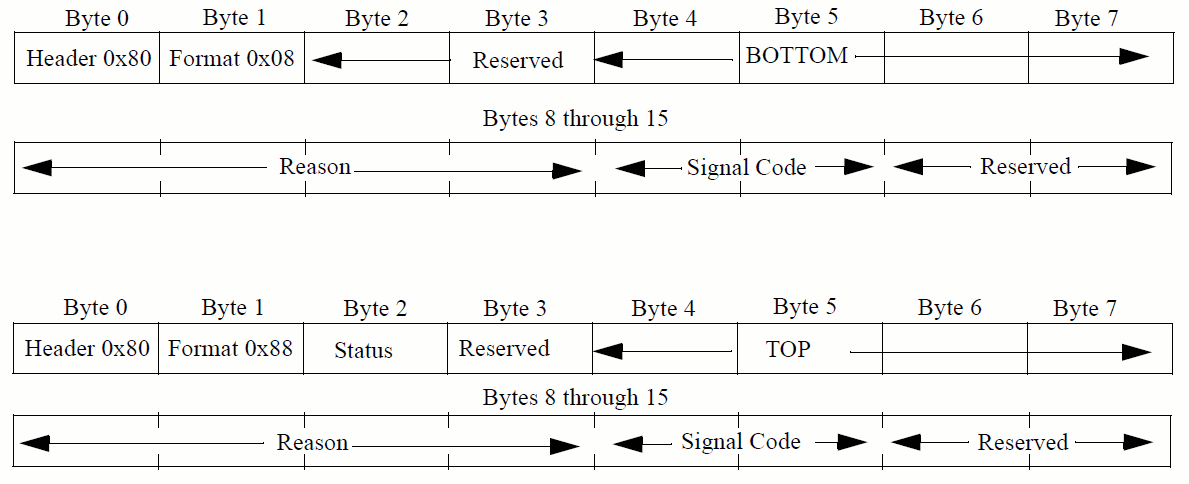 Byte 0 Byte 1 Byte 2 Byte 3 Byte 4 Byte 5 Byte 6 Byte 7
Header 0x80 Format 0x08 Reserved BOTTOM
Bytes 8 through 15
Reason Signal Code Reserved
Byte 0 Byte 1 Byte 2 Byte 3 Byte 4 Byte 5 Byte 6 Byte 7
Header 0x80 Format 0x88 Status Reserved TOP
Bytes 8 through 15
Reason Signal Code Reserved